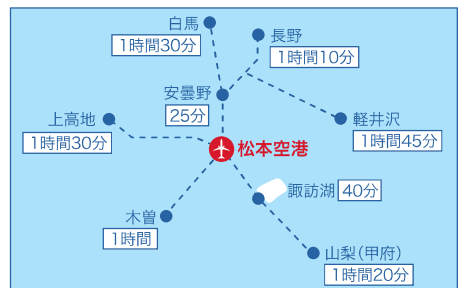 白馬
1時間30分
長野
1時間10分
安曇野
25分
上高地
1時間30分
軽井沢
1時間45分
松本空港
諏訪湖 40分
木曽
1時間
山梨(甲府)
1時間20分